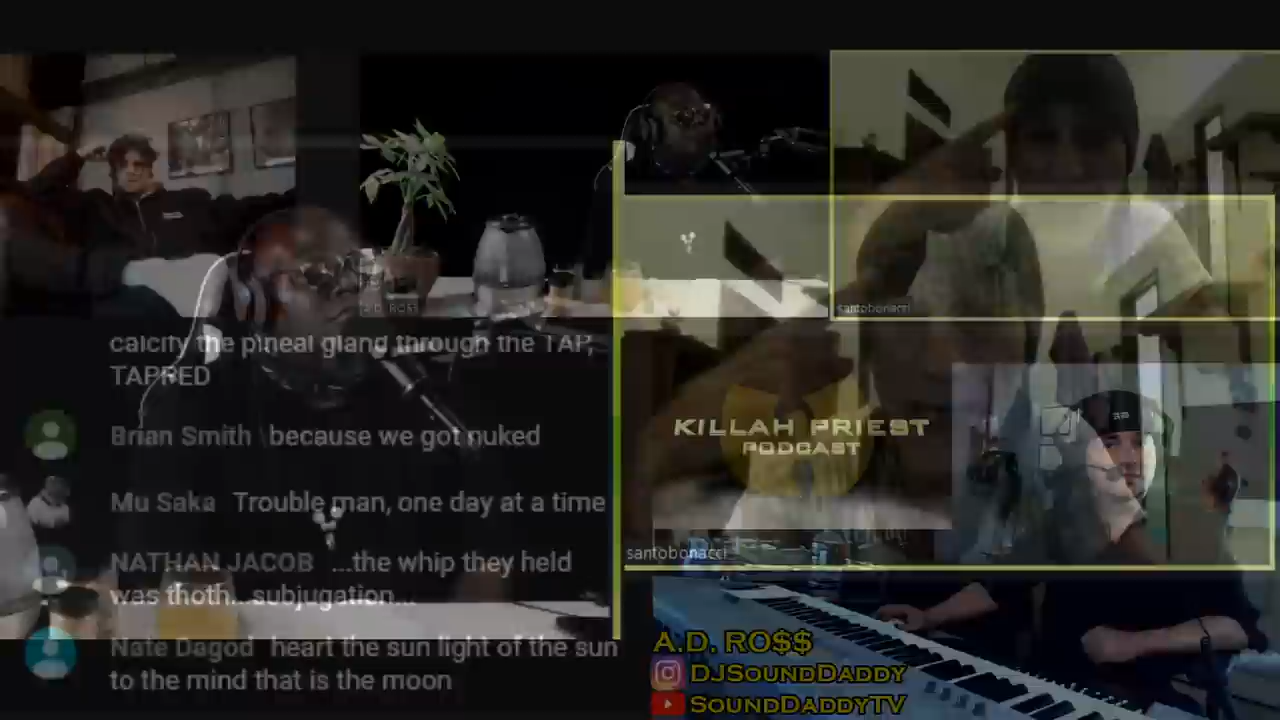 A.D. RO$$
santobonacci
calcify the pineal gland through the TAP,
TAPRED
Brian Smith because we got nuked
Mu Saka Trouble man, one day at a time
NATHAN JACOB ...the whip they held
was thoth...subjugation...
Nate Dagod heart the sun light of the sun
to the mind that is the moon
KILLAH PRIEST
PODCAST
santobonacci
A.D. RO$$
DJSoundDaddy
SoundDaddyTV